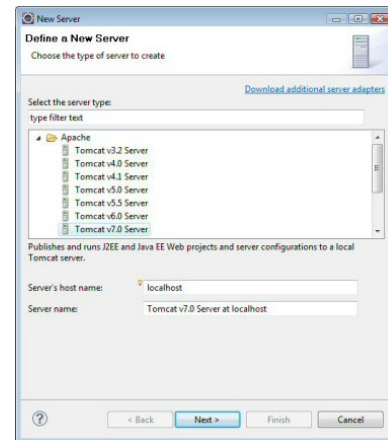 New Server
Define a New Server
Choose the type of server to create
Download additional server adapters
Select the server type:
type filter text
Apache
Tomcat v3.2 Server
Tomcat v4.0 Server
Tomcat v4.1 Server
Tomcat v5.0 Server
Tomcat v5.5 Server
Tomcat v6.0 Server
Tomcat v7.0 Server
Publishes and runs J2EE and Java EE Web projects and server configurations to a local
Tomcat server.
Server's host name: localhost
Server name: Tomcat v7.0 Server at localhost
? < Back Next > Finish Cancel